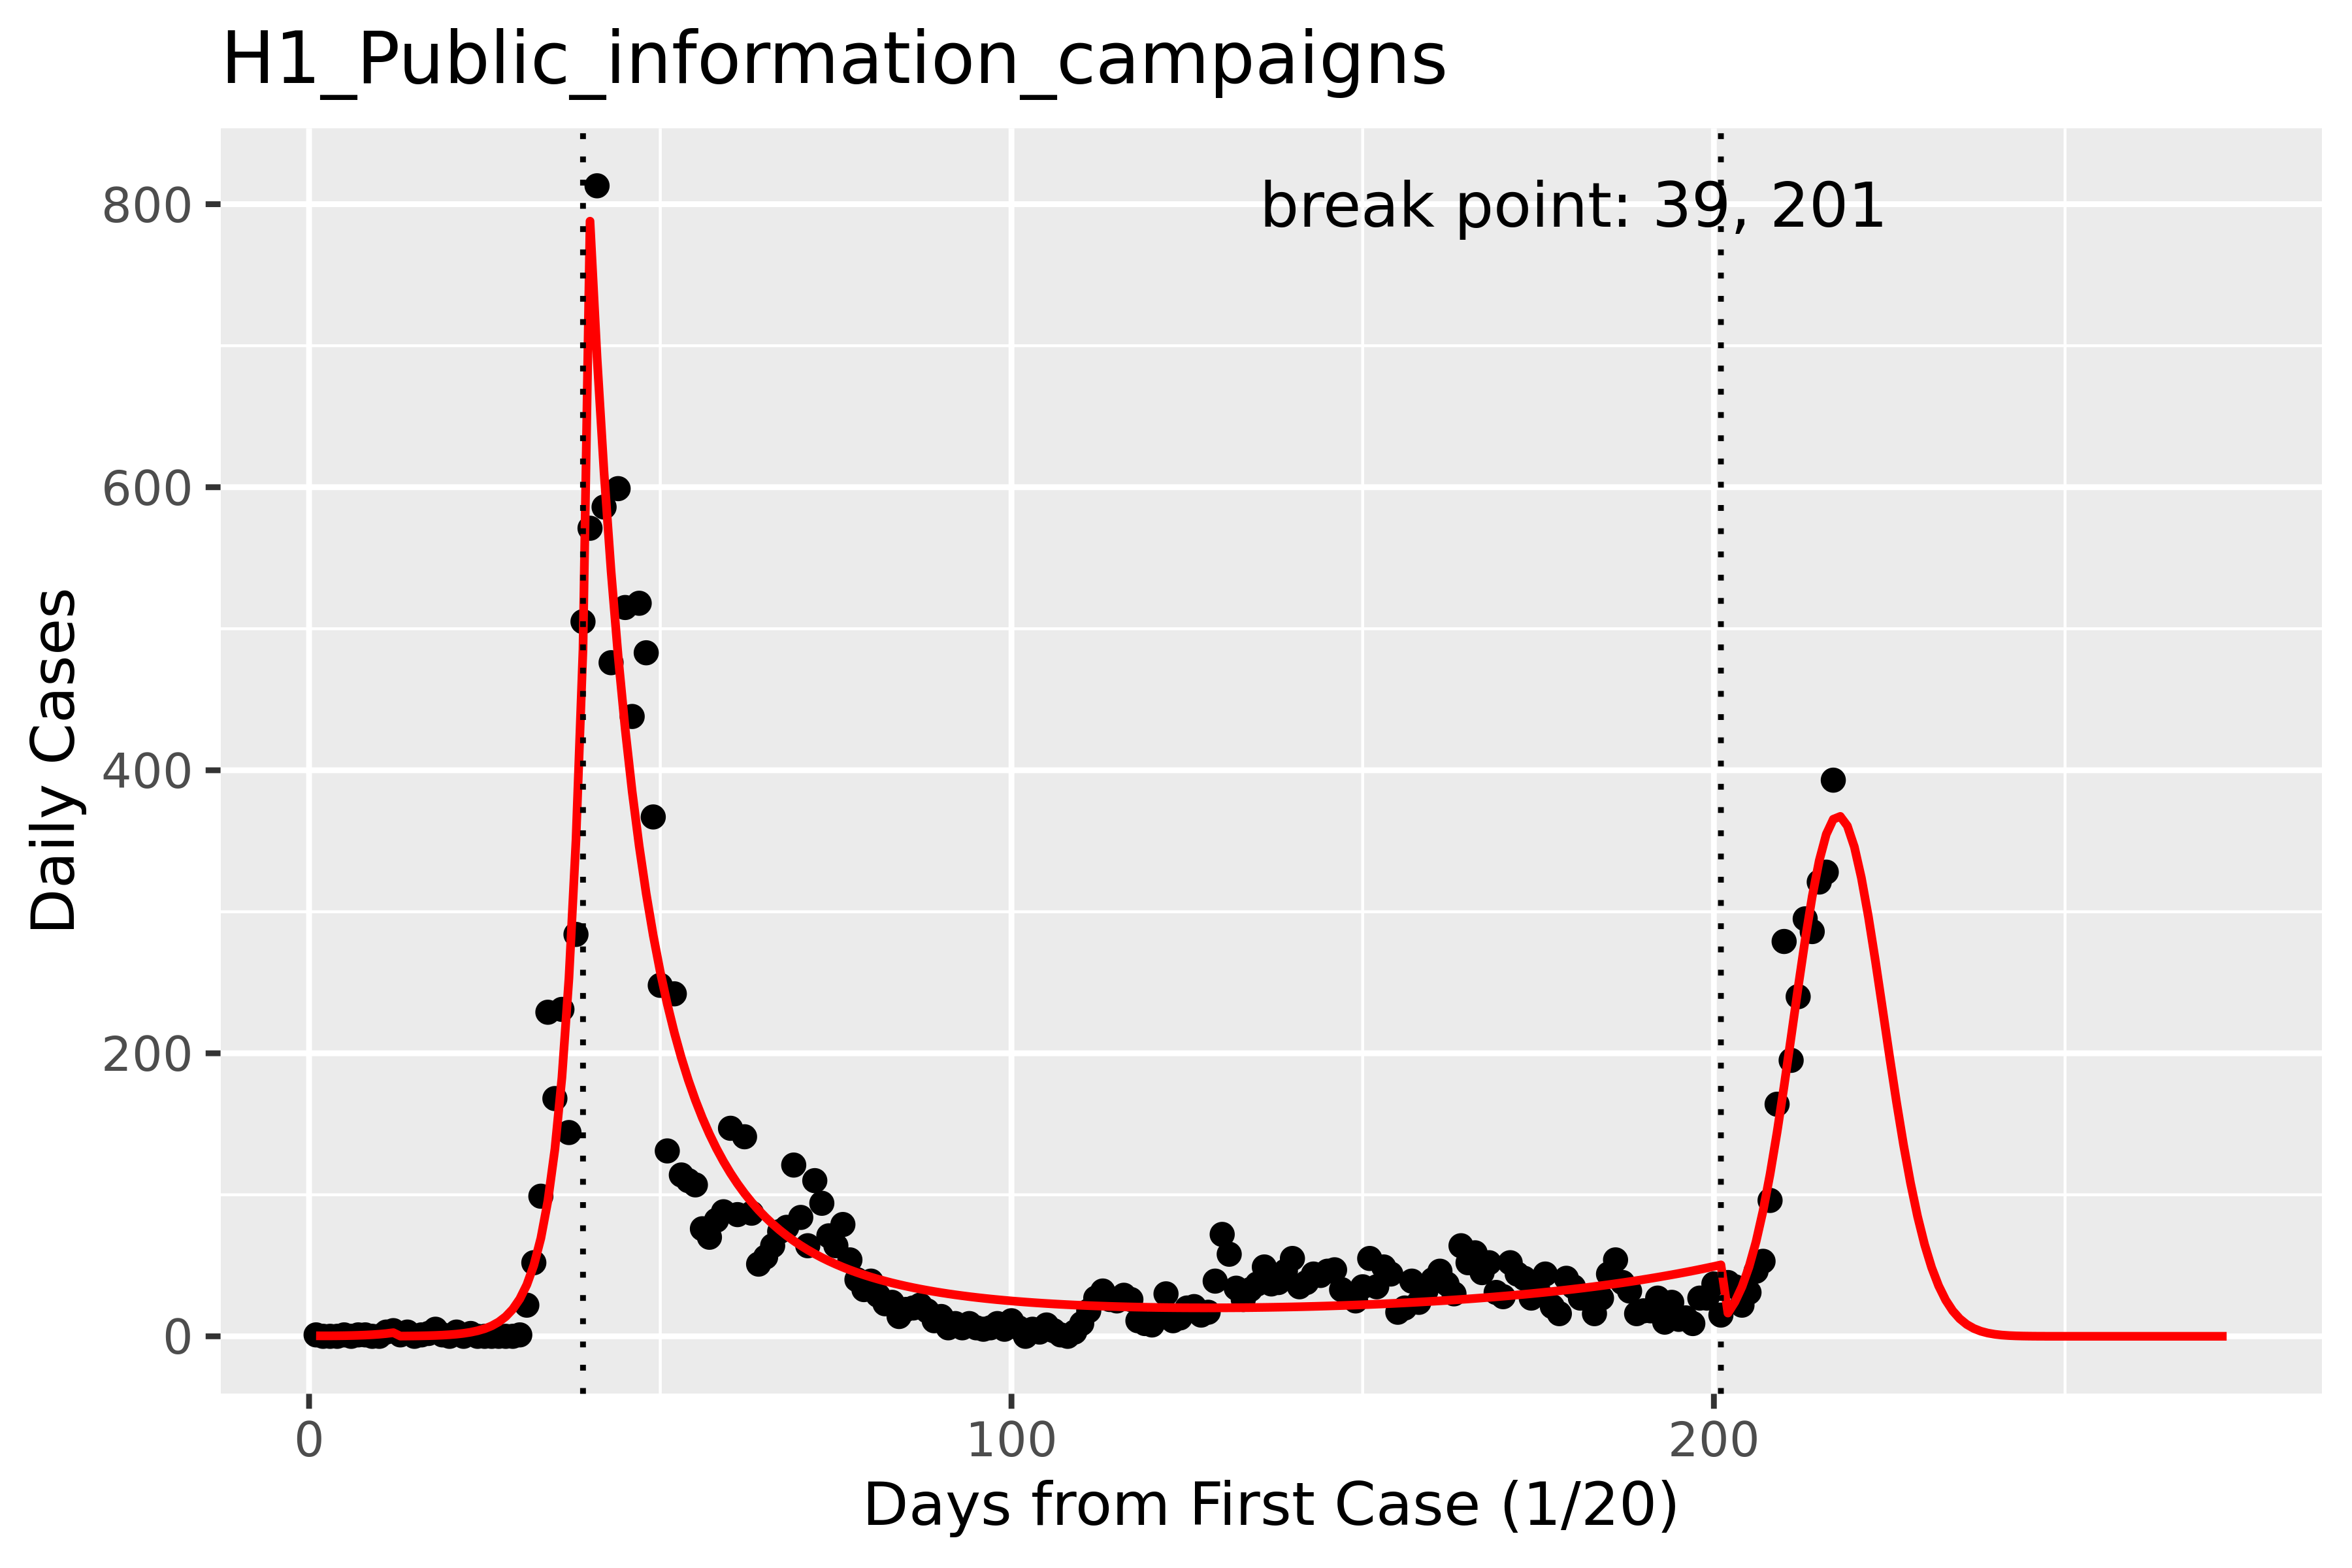 H1_Public_information_campaigns
break point: 39, 201
800
600
400
200
0
Daily Cases
0 100 200
Days from First Case (1/20)